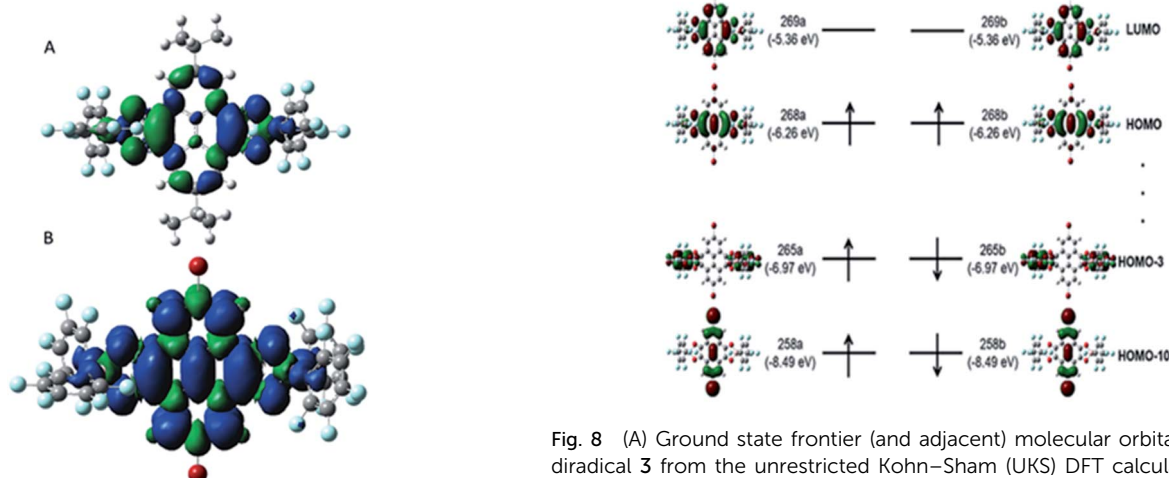 A
B
269a
(-5.36 eV)
269b
(-5.36 eV)
LUMO
268a
(-6.26 eV)
268b
(-6.26 eV)
HOMO
265a
(-6.97 eV)
265b
(-6.97 eV)
HOMO-3
258a
(-8.49 eV)
258b
(-8.49 eV)
HOMO-10
Fig. 8 (A) Ground state frontier (and adjacent) molecular orbita
diradical 3 from the unrestricted Kohn–Sham (UKS) DFT calcul